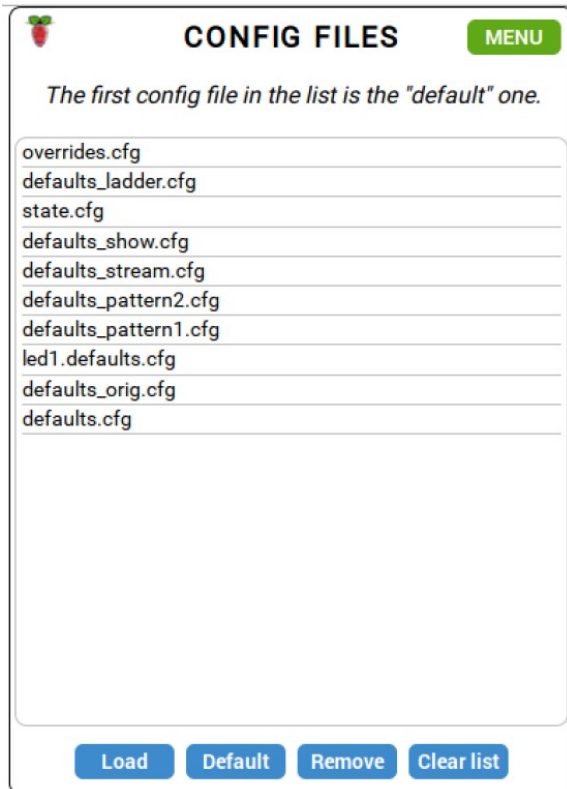 CONFIG FILES
MENU
The first config file in the list is the "default" one.
overrides.cfg
defaults_ladder.cfg
state.cfg
defaults_show.cfg
defaults_stream.cfg
defaults_pattern2.cfg
defaults_pattern1.cfg
led1.defaults.cfg
defaults_orig.cfg
defaults.cfg
Load
Default
Remove
Clear list